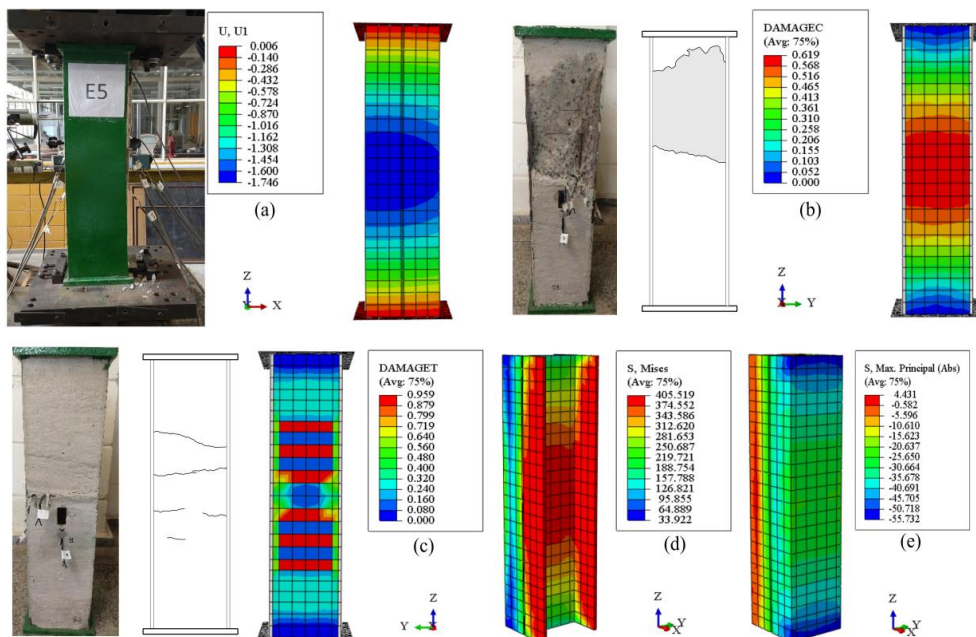 E5
U, U1
0.006
-0.140
-0.286
-0.432
-0.578
-0.724
-0.870
-1.016
-1.162
-1.308
-1.454
-1.600
-1.746
(a)
Z
Y
X
DAMAGEC
(Avg: 75%)
0.619
0.568
0.516
0.465
0.413
0.361
0.310
0.258
0.206
0.155
0.103
0.052
0.000
(b)
Z
X
Y
DAMAGET
(Avg: 75%)
0.959
0.879
0.799
0.719
0.640
0.560
0.480
0.400
0.320
0.240
0.160
0.080
0.000
(c)
Z
Y
X
S, Mises
(Avg: 75%)
405.519
374.552
343.586
312.620
281.653
250.687
219.721
188.754
157.788
126.821
95.855
64.889
33.922
(d)
Z
Y
X
S, Max. Principal (Abs)
(Avg: 75%)
4.431
-0.582
-5.596
-10.610
-15.623
-20.637
-25.650
-30.664
-35.678
-40.691
-45.705
-50.718
-55.732
(e)
Z
Y
X